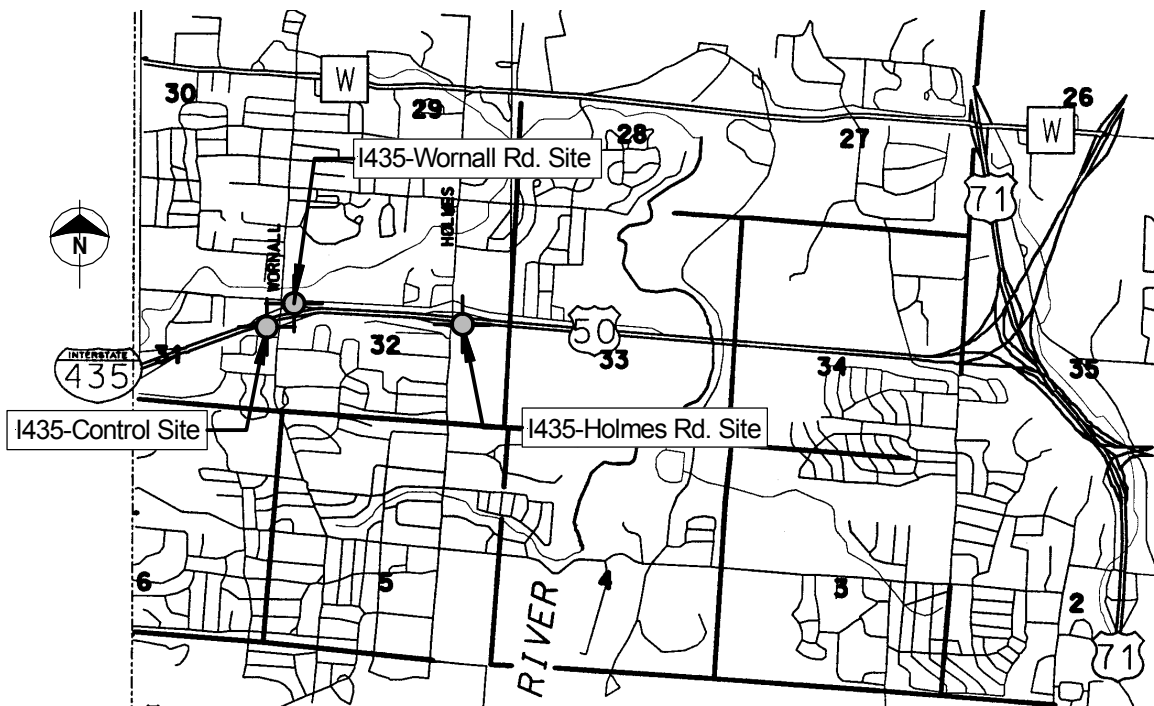 30
W
29
28
27
26
W
I435-Wornall Rd. Site
71
HOLMES
WORNALL
N
INTERSTATE
435
31
32
50
33
34
35
I435-Control Site
I435-Holmes Rd. Site
6
5
4
3
2
RIVER
71